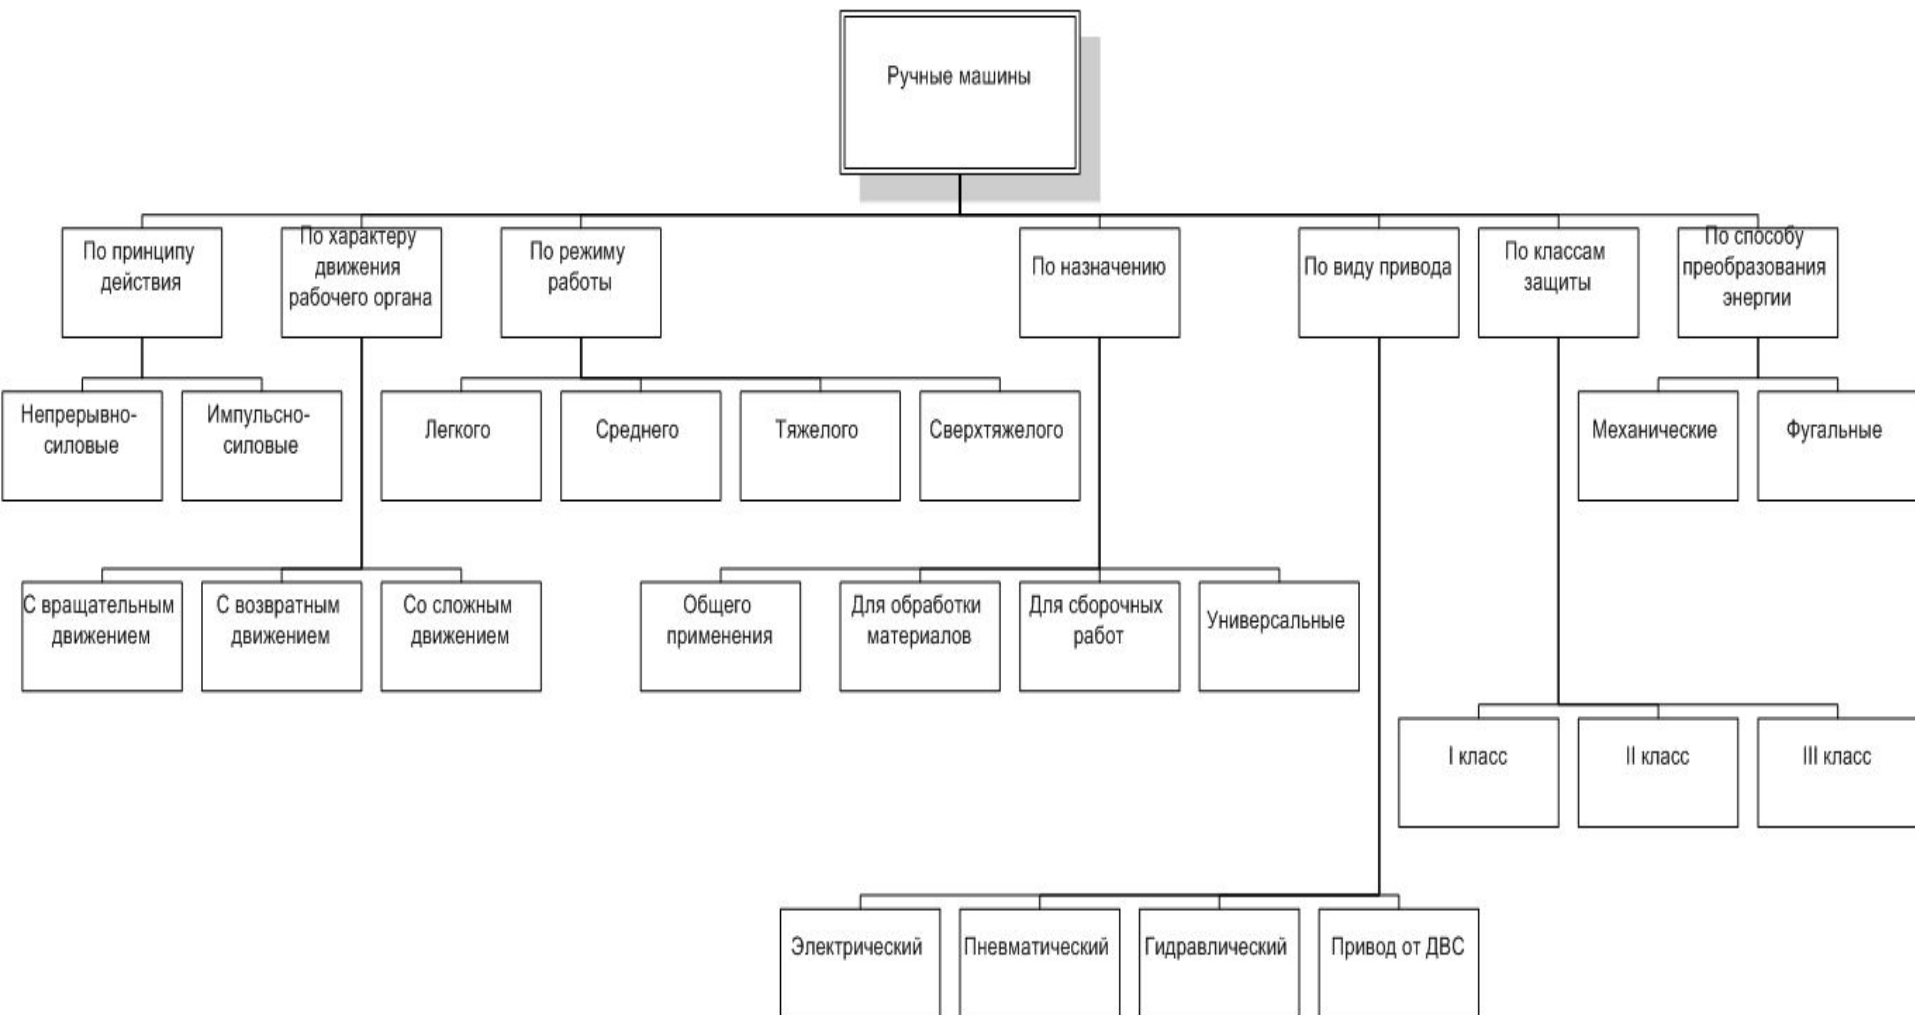 Ручные машины
По принципу
действия
По характеру
движения
рабочего органа
По режиму
работы
По назначению
По виду привода
По классам
защиты
По способу
преобразования
энергии
Непрерывно-
силовые
Импульсно-
силовые
Легкого
Среднего
Тяжелого
Сверхтяжелого
Механические
Фугальные
С вращательным
движением
С возвратным
движением
Со сложным
движением
Общего
применения
Для обработки
материалов
Для сборочных
работ
Универсальные
I класс
II класс
III класс
Электрический
Пневматический
Гидравлический
Привод от ДВС